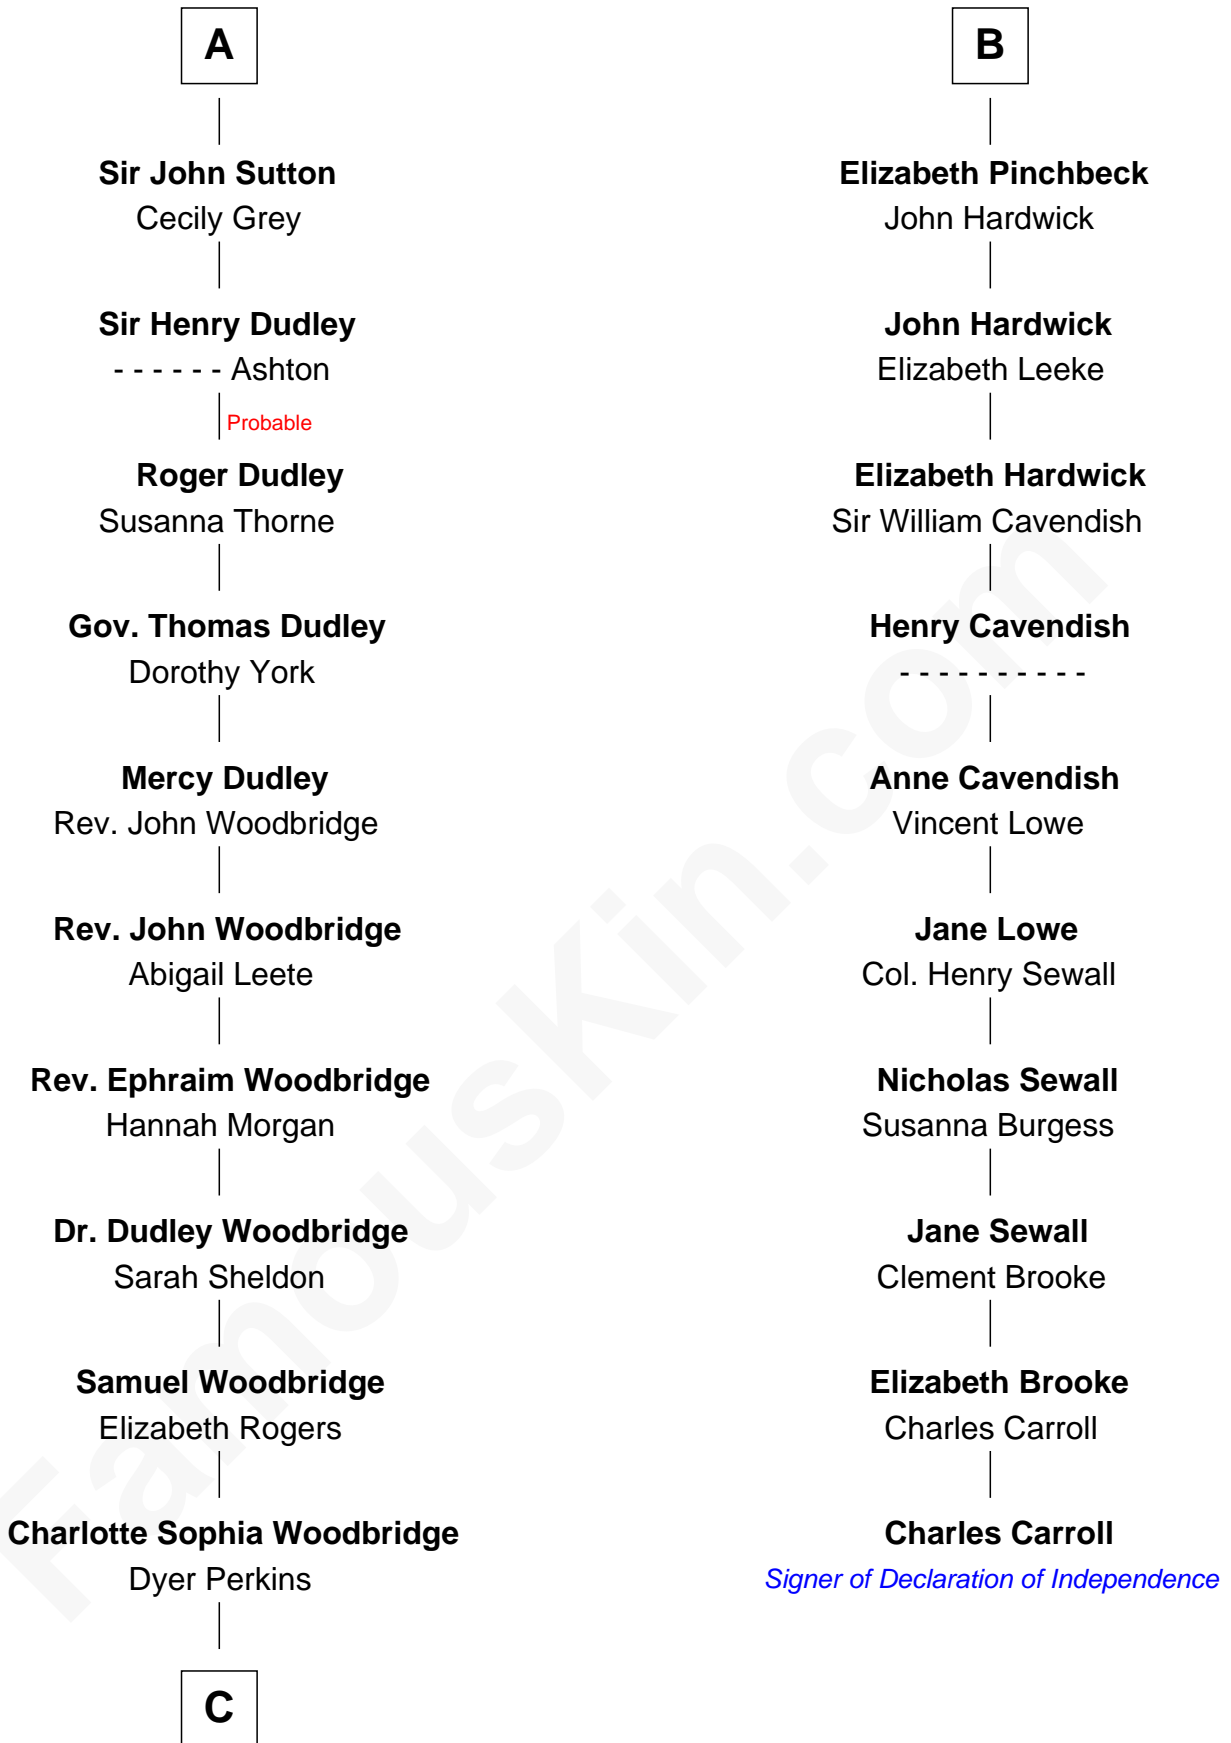 A
Sir John Sutton
Cecily Grey
Sir Henry Dudley
- - - - - - Ashton
Probable
Roger Dudley
Susanna Thorne
Gov. Thomas Dudley
Dorothy York
Mercy Dudley
Rev. John Woodbridge
Rev. John Woodbridge
Abigail Leete
Rev. Ephraim Woodbridge
Hannah Morgan
Dr. Dudley Woodbridge
Sarah Sheldon
Samuel Woodbridge
Elizabeth Rogers
Charlotte Sophia Woodbridge
Dyer Perkins
C
B
Elizabeth Pinchbeck
John Hardwick
John Hardwick
Elizabeth Leeke
Elizabeth Hardwick
Sir William Cavendish
Henry Cavendish
- - - - - - - - - -
Anne Cavendish
Vincent Lowe
Jane Lowe
Col. Henry Sewall
Nicholas Sewall
Susanna Burgess
Jane Sewall
Clement Brooke
Elizabeth Brooke
Charles Carroll
Charles Carroll
Signer of Declaration of Independence
FamousKin.com